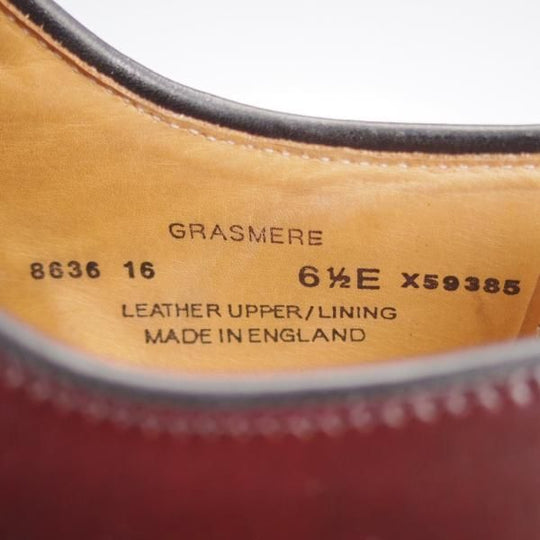 GRASMERE
8636 16 6½E X59385
LEATHER UPPER/LINING
MADE IN ENGLAND